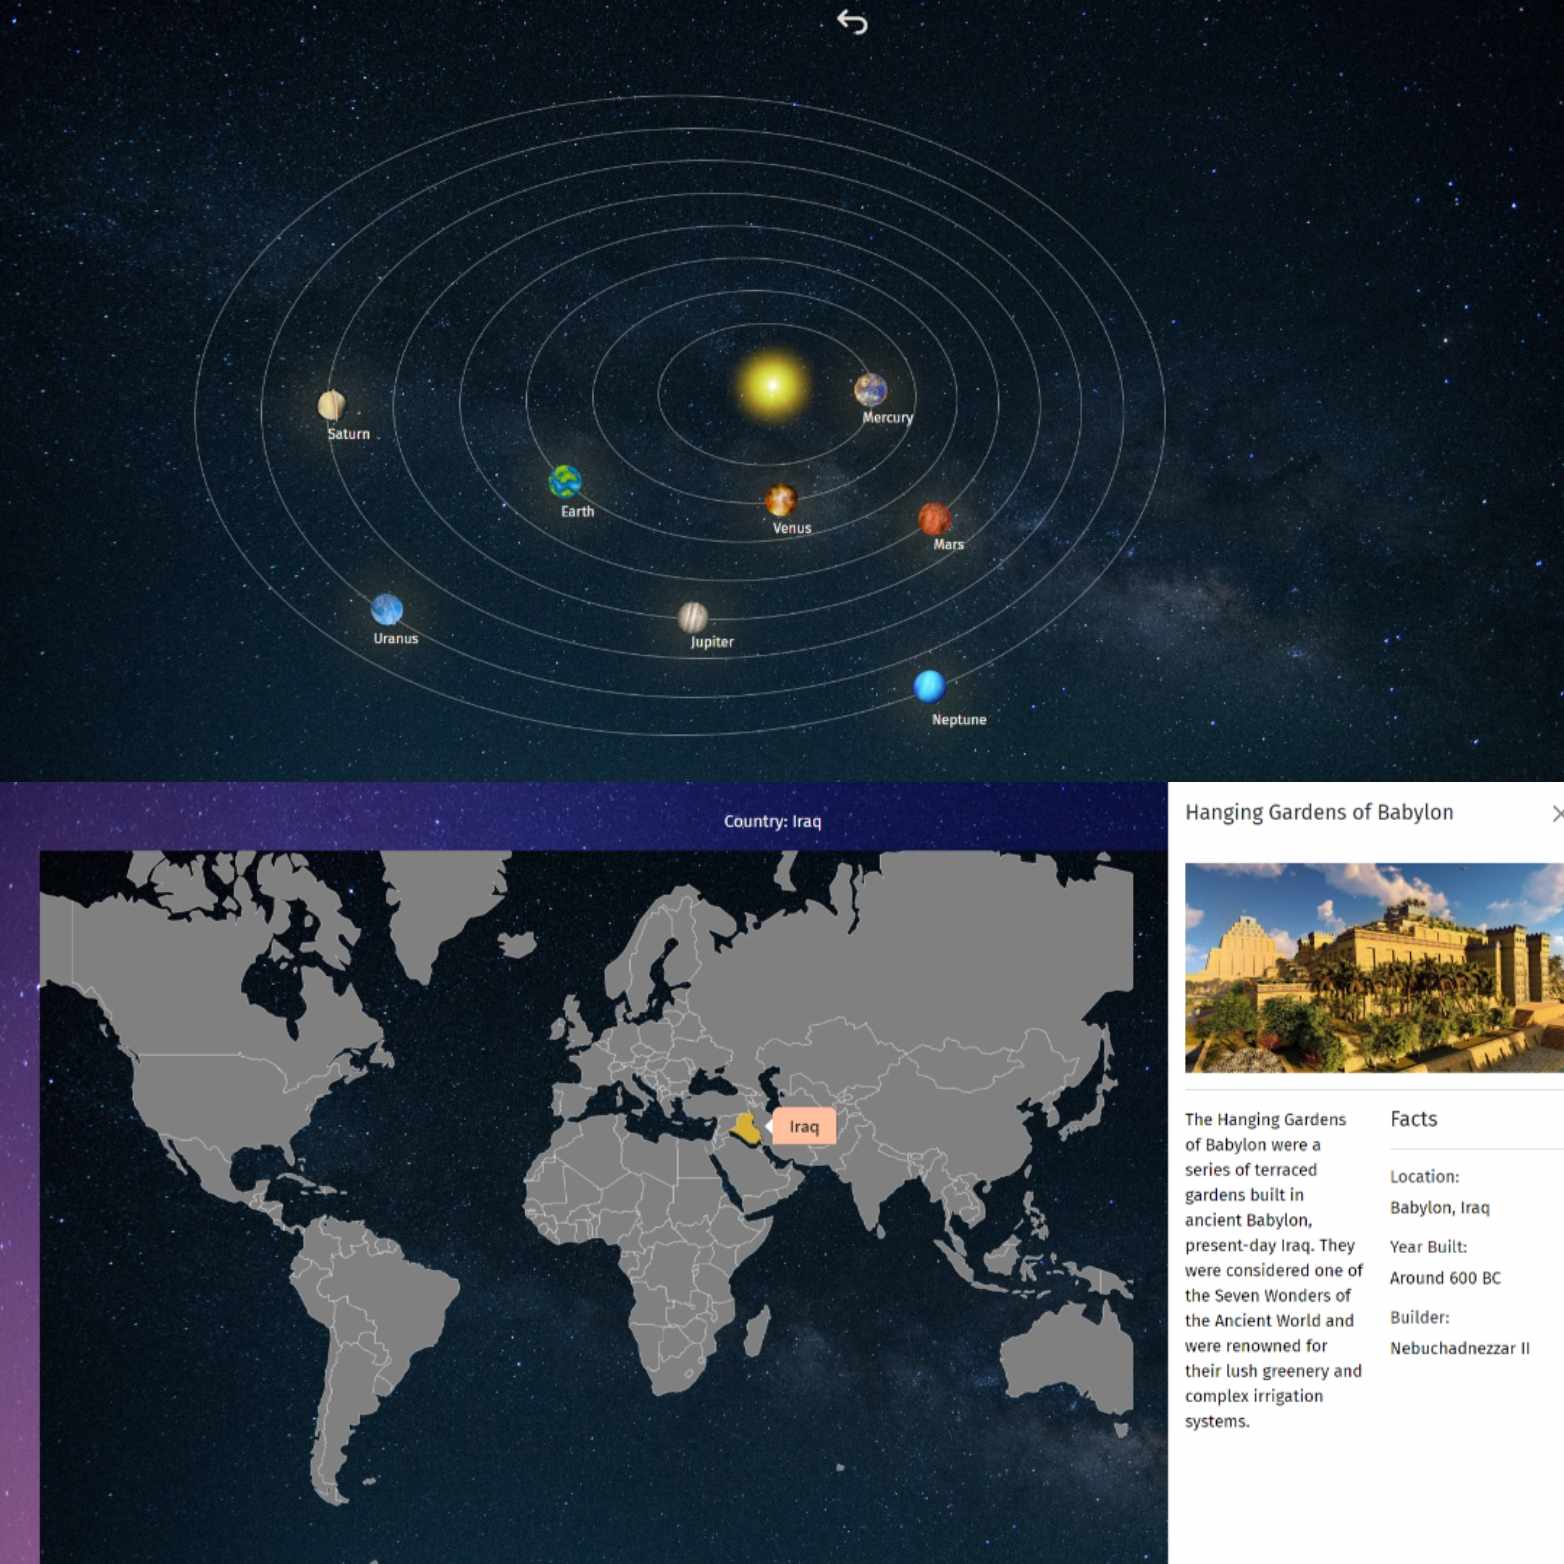 Mercury
Saturn
Earth
Venus
Mars
Uranus
Jupiter
Neptune
Country: Iraq
Iraq
Hanging Gardens of Babylon
The Hanging Gardens
of Babylon were a
series of terraced
gardens built in
ancient Babylon,
present-day Iraq. They
were considered one of
the Seven Wonders of
the Ancient World and
were renowned for
their lush greenery and
complex irrigation
systems.
Facts
Location:
Babylon, Iraq
Year Built:
Around 600 BC
Builder:
Nebuchadnezzar II